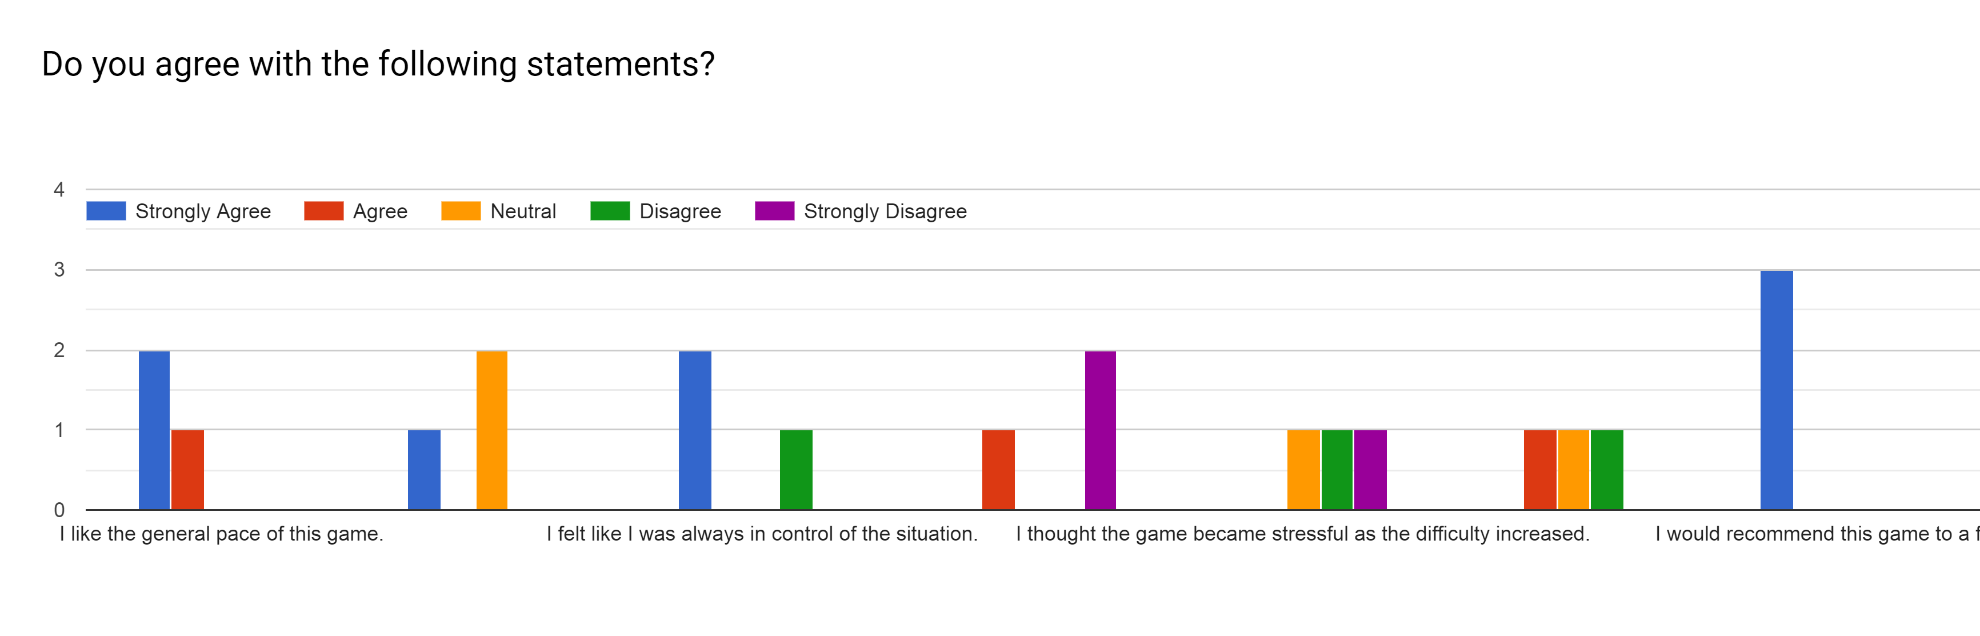 Do you agree with the following statements?
4
Strongly Agree Agree Neutral Disagree Strongly Disagree
3
2
1
0
I like the general pace of this game. I felt like I was always in control of the situation. I thought the game became stressful as the difficulty increased. I would recommend this game to a